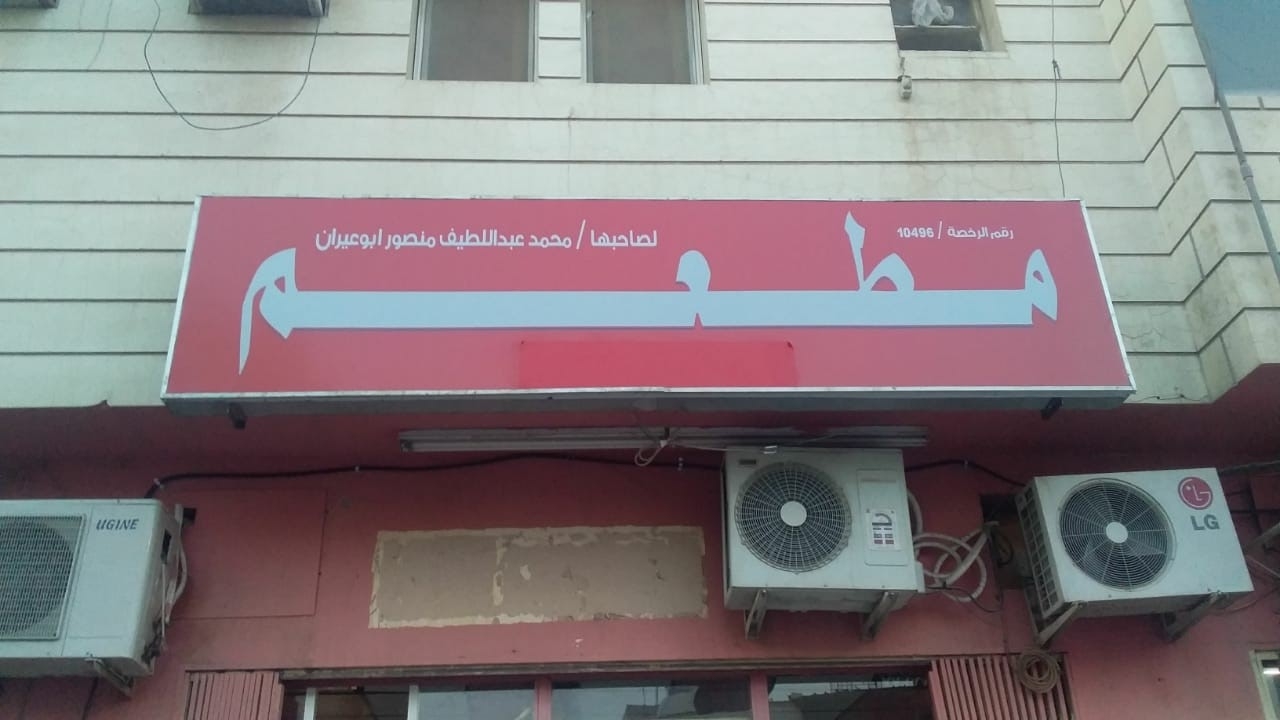 رقم الرخصة / 10496
لصاحبها / محمد عبداللطيف منصور ابوعيران
مطعم
UGINE
LG